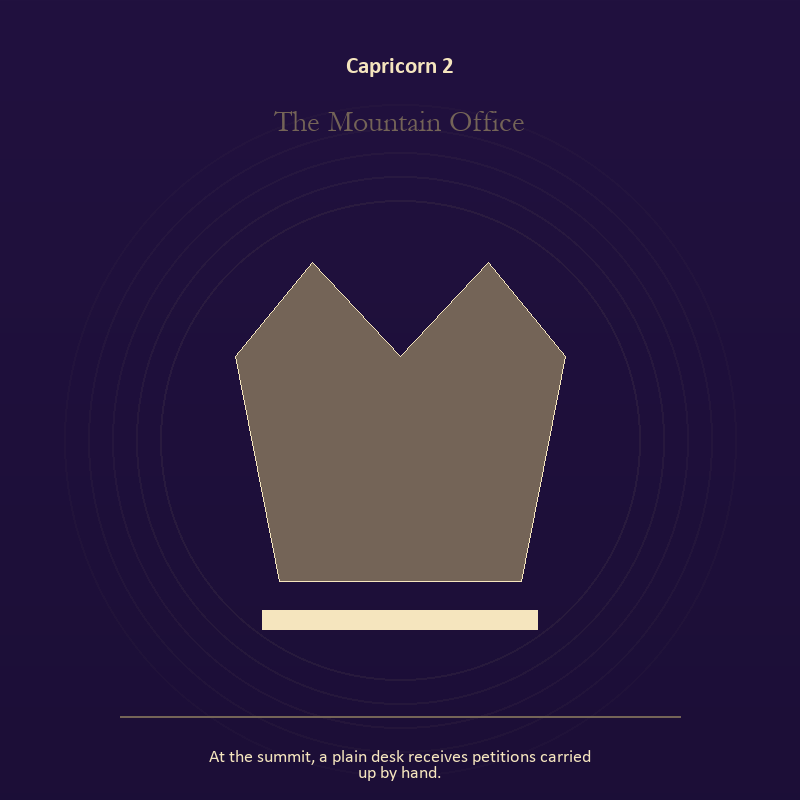 Capricorn 2
The Mountain Office
At the summit, a plain desk receives petitions carried
up by hand.